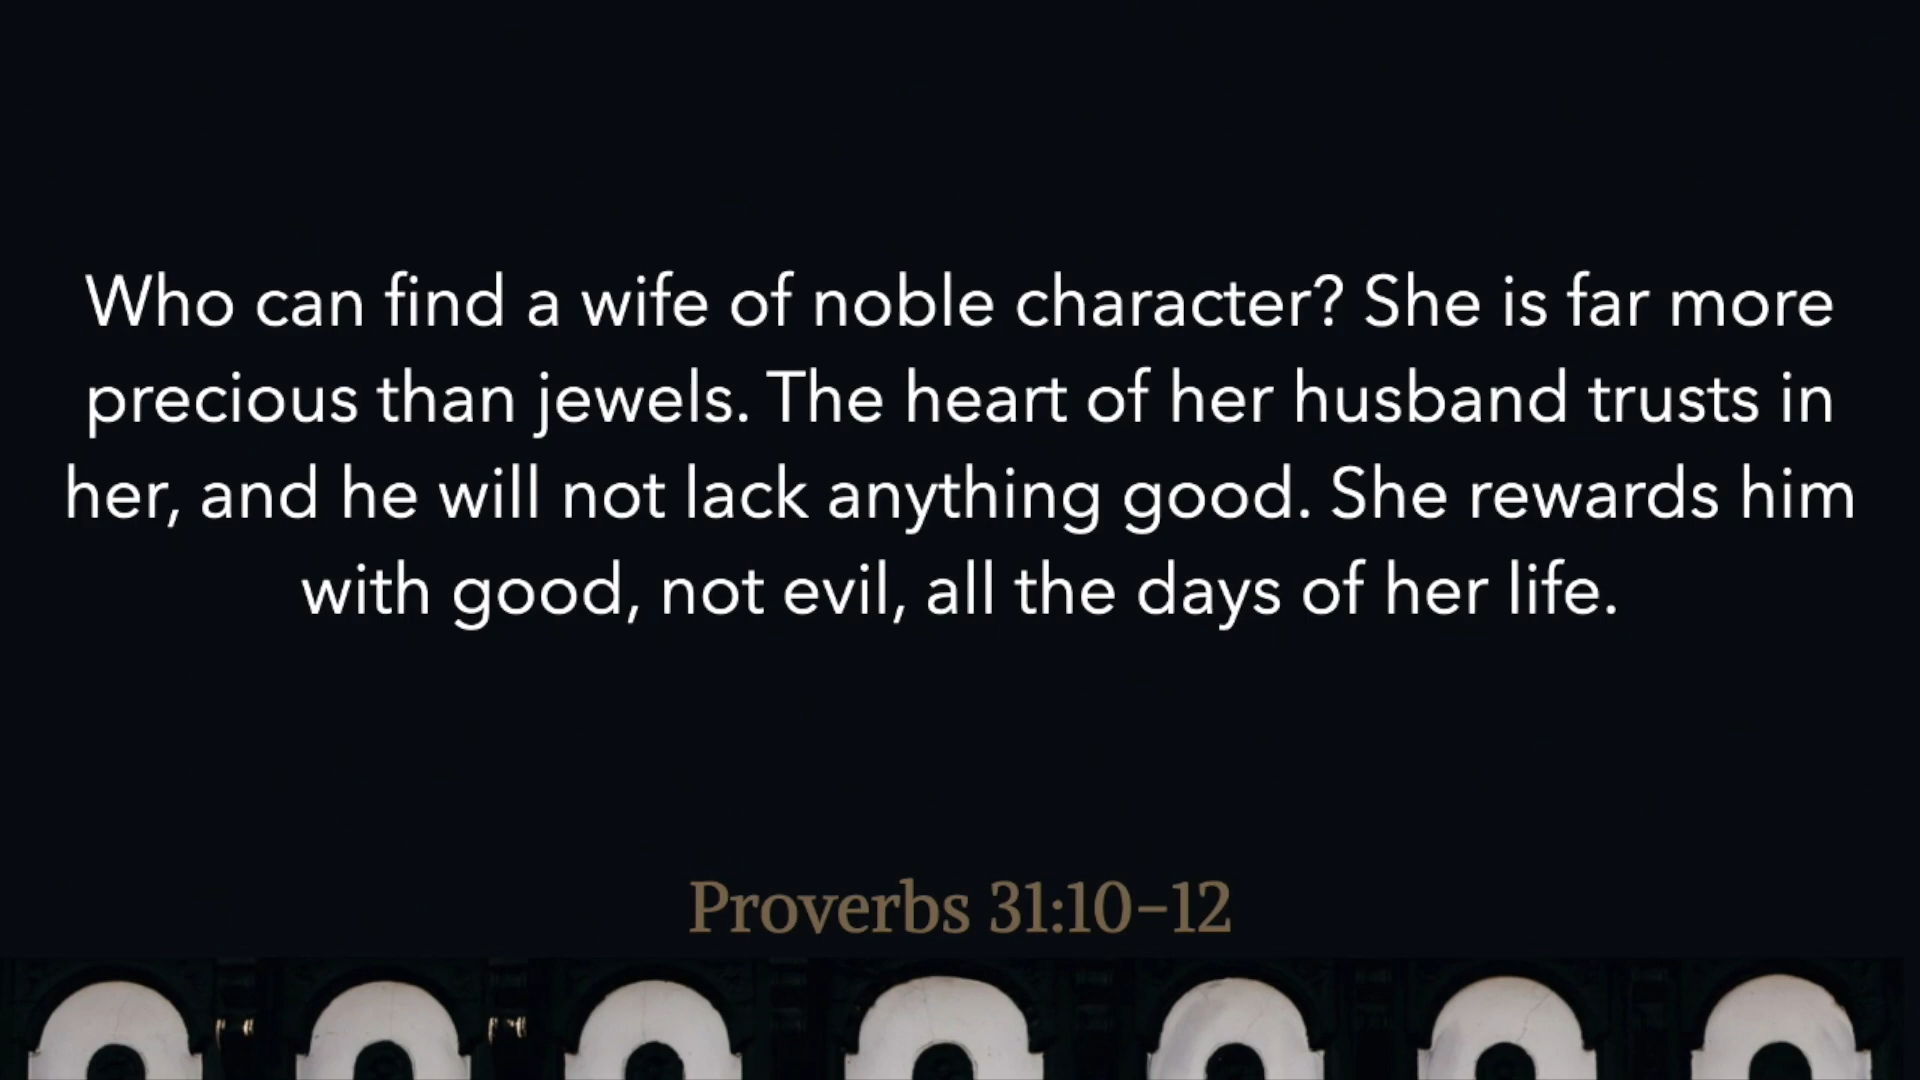 Who can find a wife of noble character? She is far more
precious than jewels. The heart of her husband trusts in
her, and he will not lack anything good. She rewards him
with good, not evil, all the days of her life.
Proverbs 31:10–12